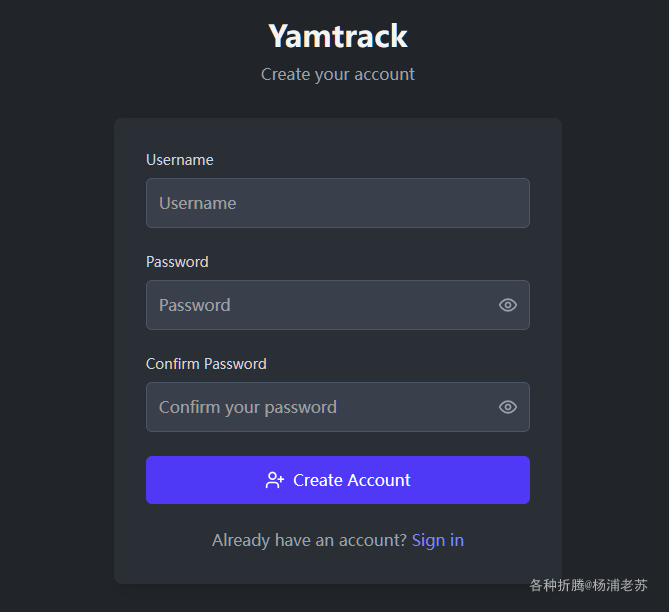 Yamtrack
Create your account
Username
Username
Password
Password
Confirm Password
Confirm your password
Create Account
Already have an account? Sign in
各种折腾@杨浦老苏